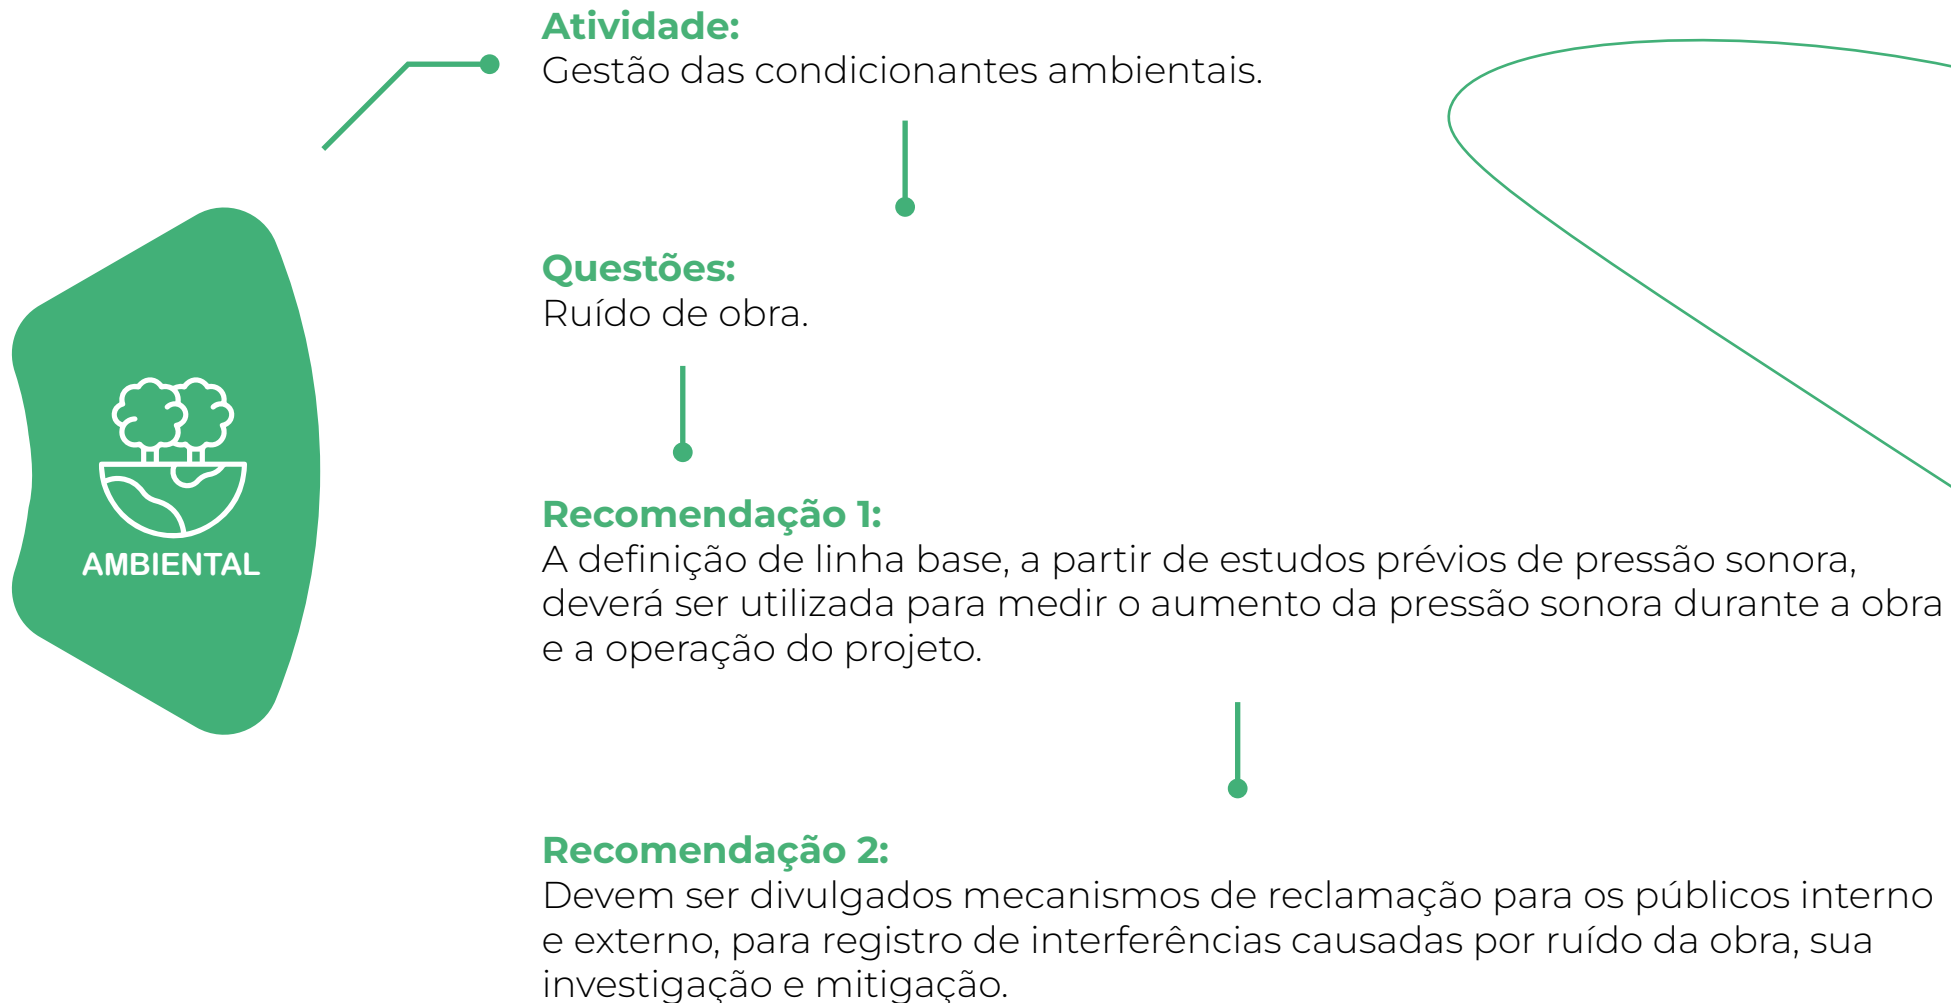 Atividade:
Gestão das condicionantes ambientais.
Questões:
Ruído de obra.
AMBIENTAL
Recomendação 1:
A definição de linha base, a partir de estudos prévios de pressão sonora,
deverá ser utilizada para medir o aumento da pressão sonora durante a obra
e a operação do projeto.
Recomendação 2:
Devem ser divulgados mecanismos de reclamação para os públicos interno
e externo, para registro de interferências causadas por ruído da obra, sua
investigação e mitigação.